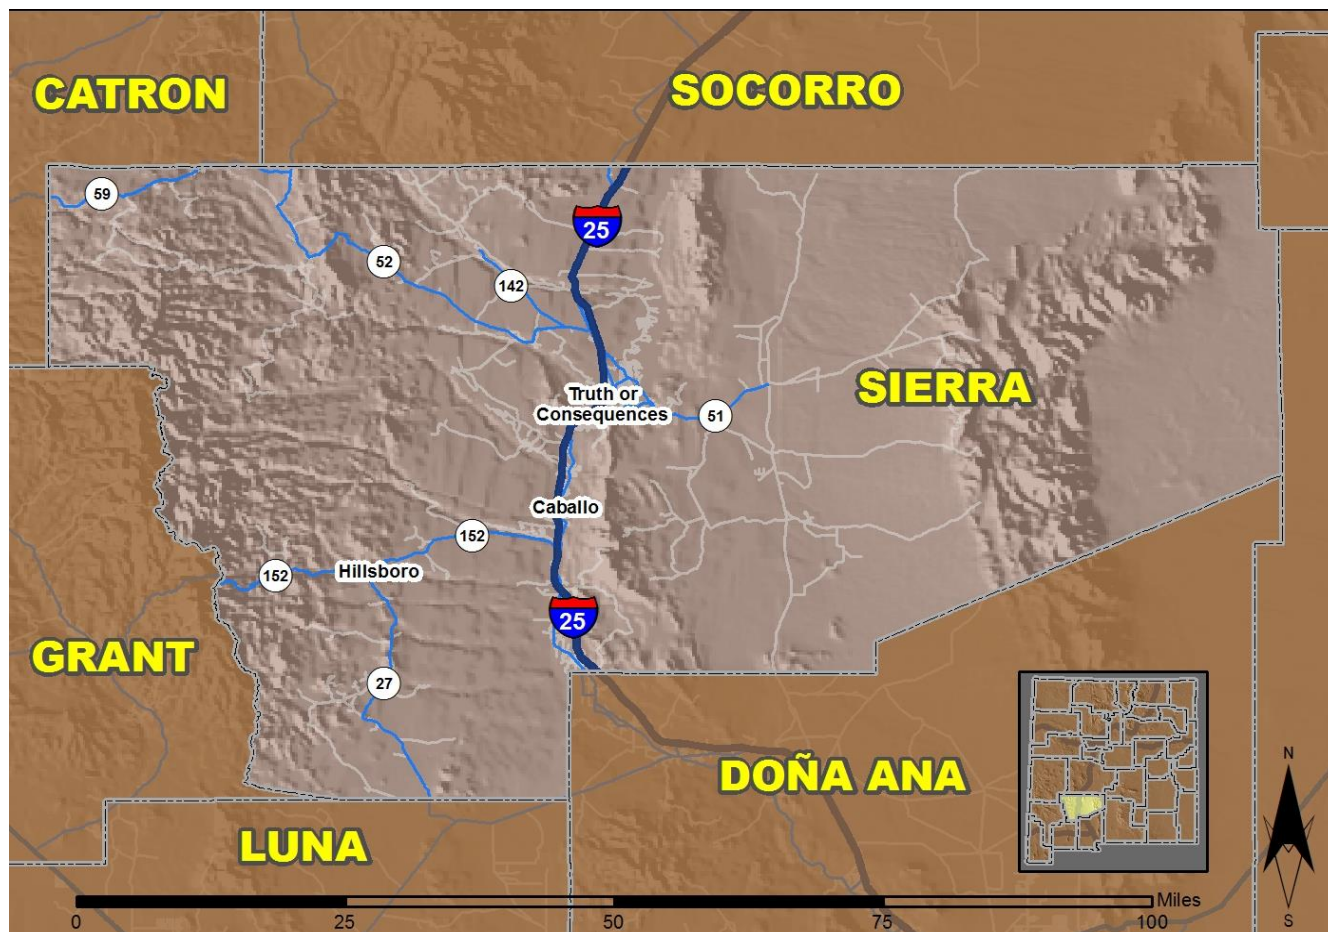 CATRON
SOCORRO
59
25
52
142
Truth or
Consequences
SIERRA
51
Caballo
152
152
Hillsboro
25
GRANT
27
DOÑA ANA
N
LUNA
Miles
0
25
50
75
100
S